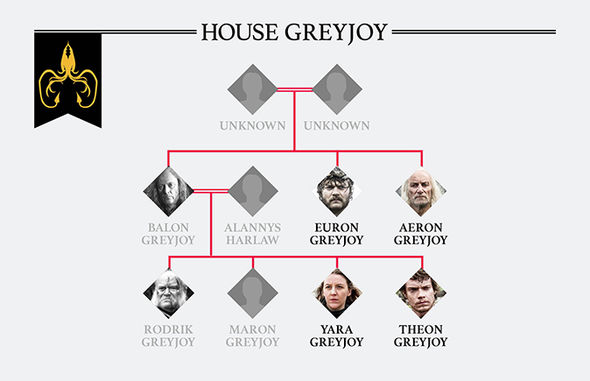 HOUSE GREYJOY
UNKNOWN
UNKNOWN
BALON
GREYJOY
ALANNYS
HARLAW
EURON
GREYJOY
AERON
GREYJOY
RODRIK
GREYJOY
MARON
GREYJOY
YARA
GREYJOY
THEON
GREYJOY